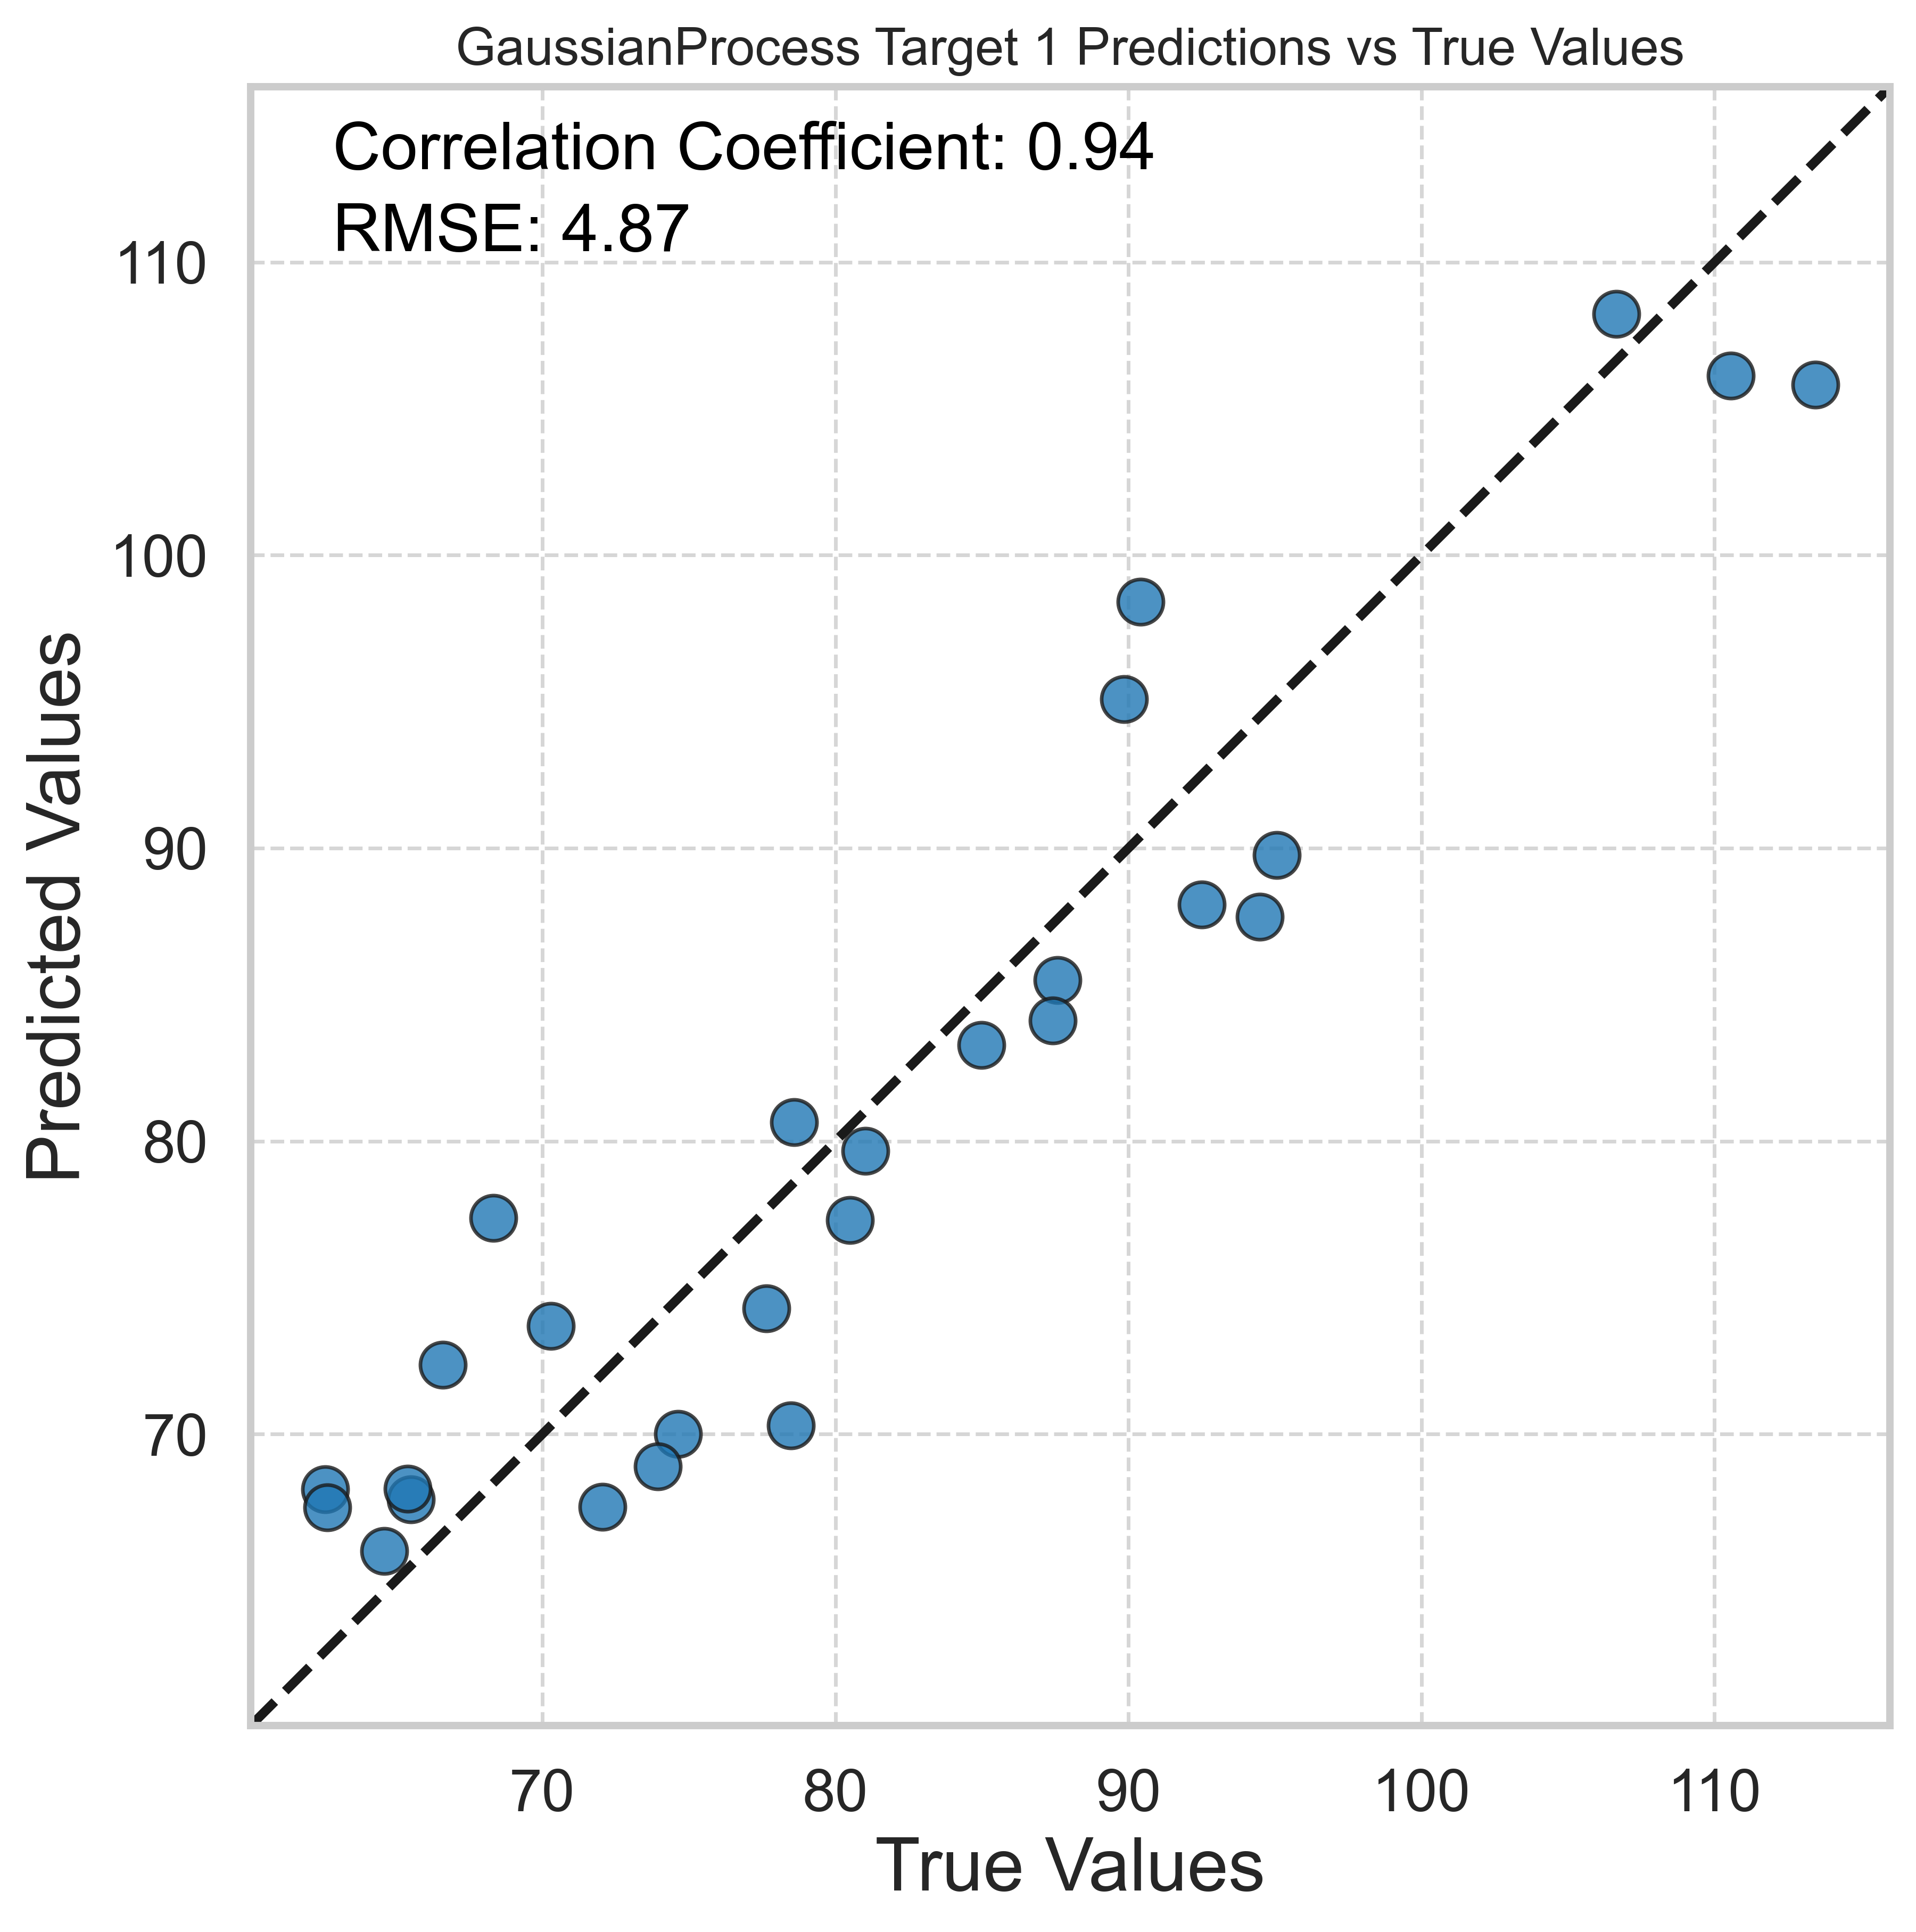 GaussianProcess Target 1 Predictions vs True Values
Correlation Coefficient: 0.94
RMSE: 4.87
110
100
90
80
70
Predicted Values
70 80 90 100 110
True Values